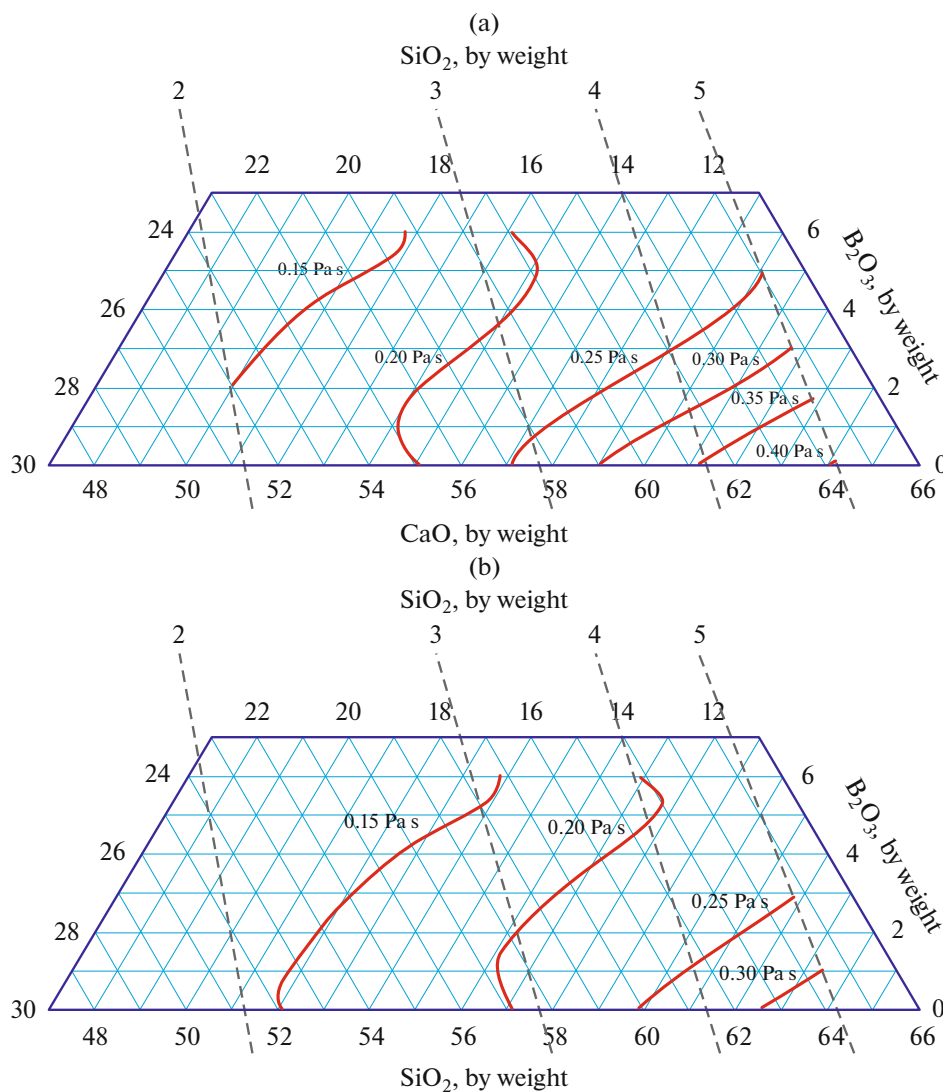 (a)
SiO₂, by weight
2 3 4 5
22 20 18 16 14 12
24 6
0.15 Pa s
B₂O₃, by weight
26 4
0.20 Pa s 0.25 Pa s 0.30 Pa s
28 2
0.35 Pa s
0.40 Pa s
30 0
48 50 52 54 56 58 60 62 64 66
CaO, by weight
(b)
SiO₂, by weight
2 3 4 5
22 20 18 16 14 12
24 6
B₂O₃, by weight
0.15 Pa s 0.20 Pa s
26 4
0.25 Pa s
28 2
0.30 Pa s
30 0
48 50 52 54 56 58 60 62 64 66
SiO₂, by weight